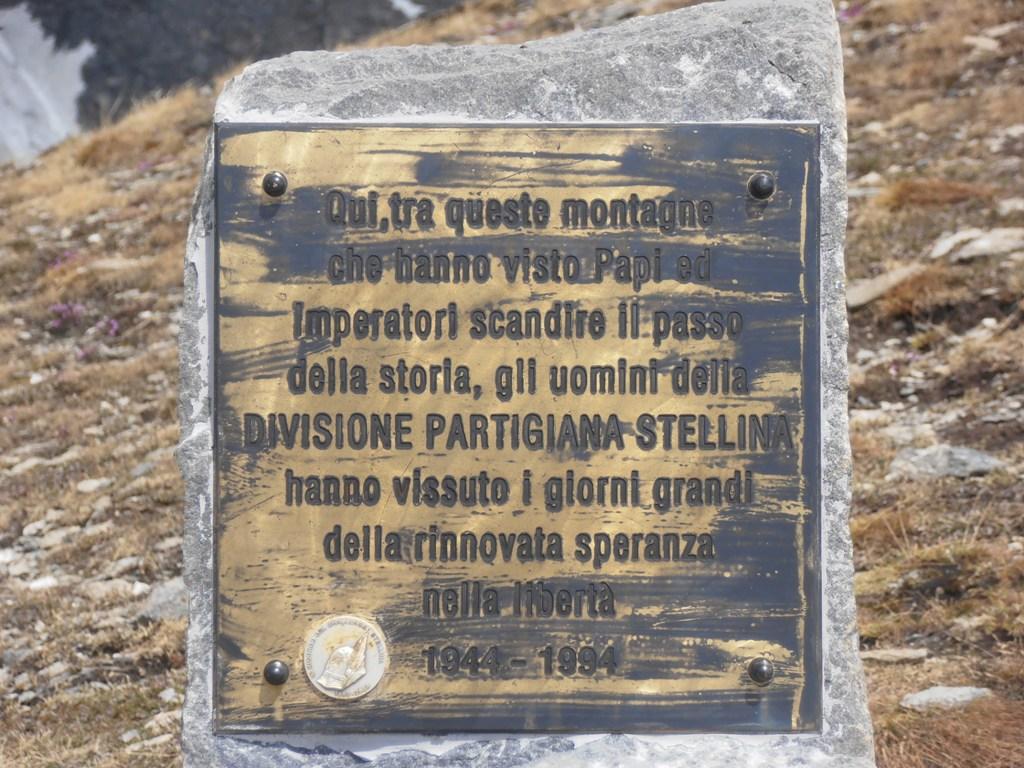 Qui, tra queste montagne
che hanno visto Papi ed
Imperatori scandire il passo
della storia, gli uomini della
DIVISIONE PARTIGIANA STELLINA
hanno vissuto i giorni grandi
della rinnovata speranza
nella libertà
1944 - 1994